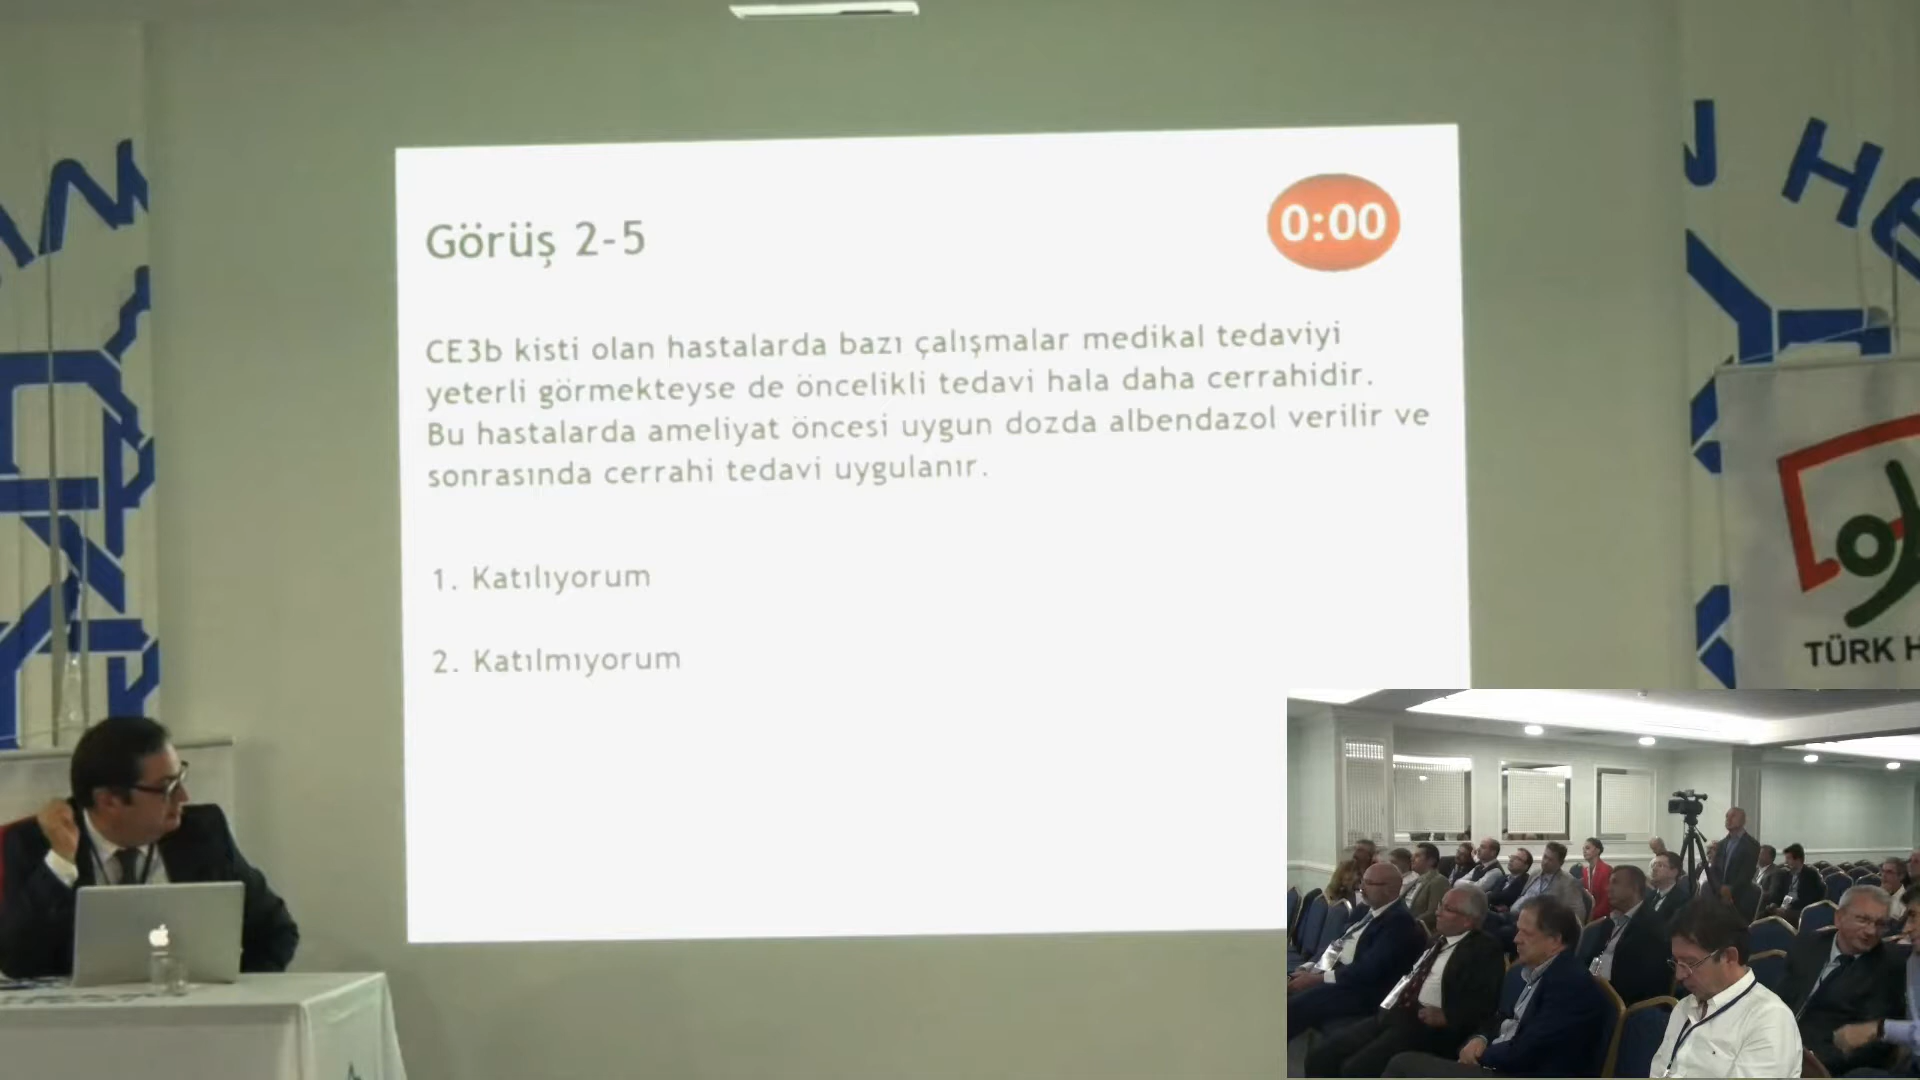 Görüş 2-5
0:00
CE3b kisti olan hastalarda bazı çalışmalar medikal tedaviyi
yeterli görmekteyse de öncelikli tedavi hala daha cerrahidir.
Bu hastalarda ameliyat öncesi uygun dozda albendazol verilir ve
sonrasında cerrahi tedavi uygulanır.
1. Katılıyorum
2. Katılmıyorum
TÜRK H